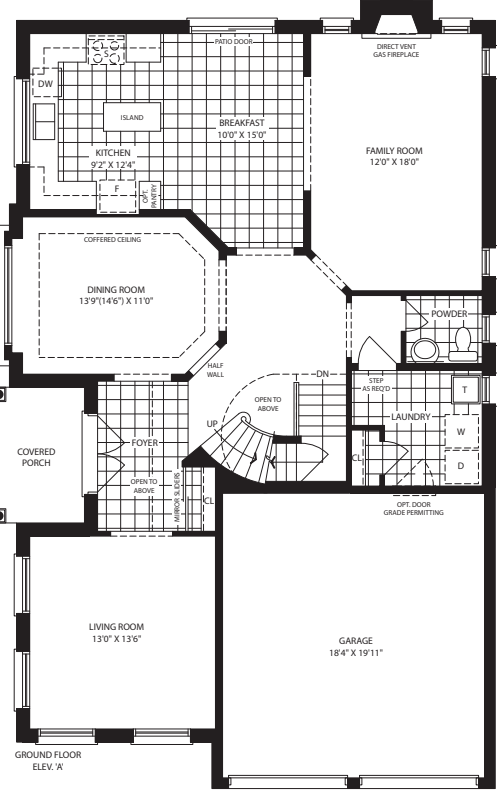 PATIO DOOR
DIRECT VENT
GAS FIREPLACE
S
DW
ISLAND
BREAKFAST
10'0" X 15'0"
KITCHEN
9'2" X 12'4"
FAMILY ROOM
12'0" X 18'0"
F
OPT.
PANTRY
COFFERED CEILING
DINING ROOM
13'9"(14'6") X 11'0"
POWDER
HALF
WALL
DN
STEP
AS REQ'D
T
OPEN TO
ABOVE
LAUNDRY
UP
W
FOYER
COVERED
PORCH
CL
D
OPEN TO
ABOVE
MIRROR SLIDERS
CL
OPT. DOOR
GRADE PERMITTING
LIVING ROOM
13'0" X 13'6"
GARAGE
18'4" X 19'11"
GROUND FLOOR
ELEV. 'A'